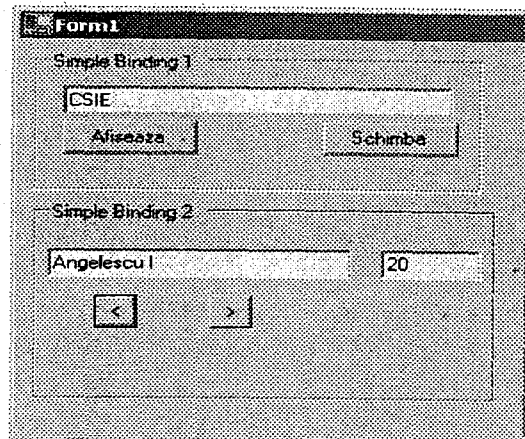 Form1
Simple Binding 1
CSIE
Afiseaza Schimba
Simple Binding 2
Angelescu I 20
< >